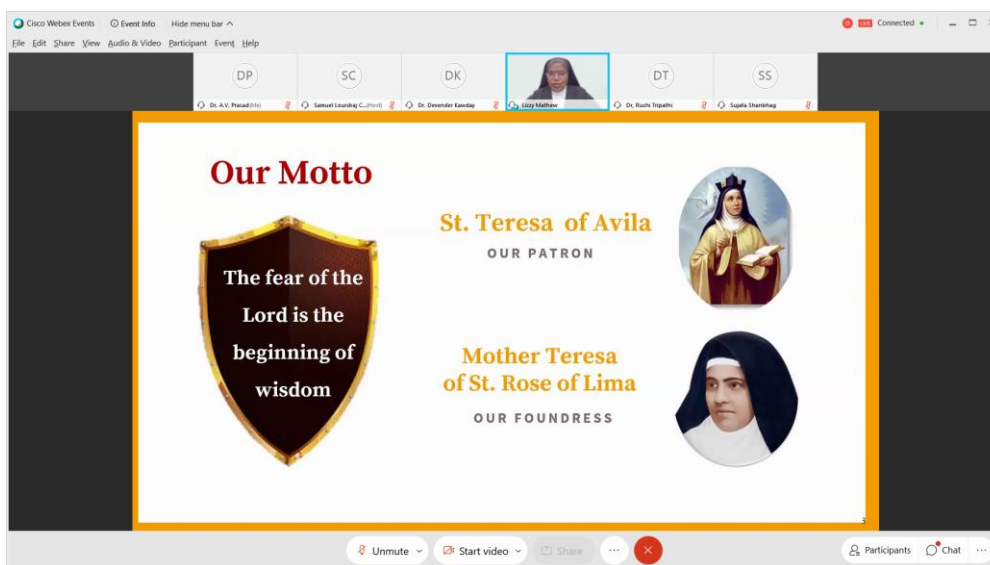 Cisco Webex Events Event Info Hide menu bar
File Edit Share View Audio & Video Participant Event Help
Connected
DP SC DK DT SS
Dr. A.V. Prasad (Me) Samuel Lourdraj C... (Host) Dr. Devender Kawday Lizzy Mathew Dr, Ruchi Tripathi Sujata Shanbhag
Our Motto
The fear of the
Lord is the
beginning of
wisdom
St. Teresa of Avila
OUR PATRON
Mother Teresa
of St. Rose of Lima
OUR FOUNDRESS
Unmute Start video Share Participants Chat